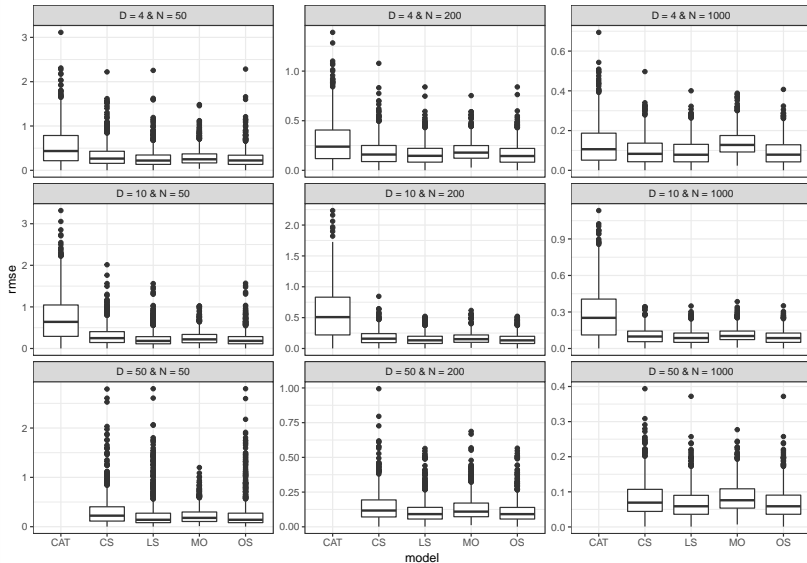 D = 4 & N = 50
D = 4 & N = 200
D = 4 & N = 1000
3
2
1
0
1.0
0.5
0.0
0.6
0.4
0.2
0.0
D = 10 & N = 50
D = 10 & N = 200
D = 10 & N = 1000
3
2
1
0
2.0
1.5
1.0
0.5
0.0
0.9
0.6
0.3
0.0
rmse
D = 50 & N = 50
D = 50 & N = 200
D = 50 & N = 1000
2
1
0
1.00
0.75
0.50
0.25
0.00
0.4
0.3
0.2
0.1
0.0
CAT CS LS MO OS
CAT CS LS MO OS
CAT CS LS MO OS
model